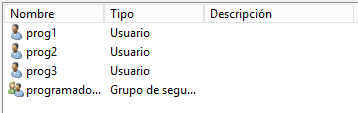 Nombre Tipo Descripción
prog1 Usuario
prog2 Usuario
prog3 Usuario
programado... Grupo de segu...